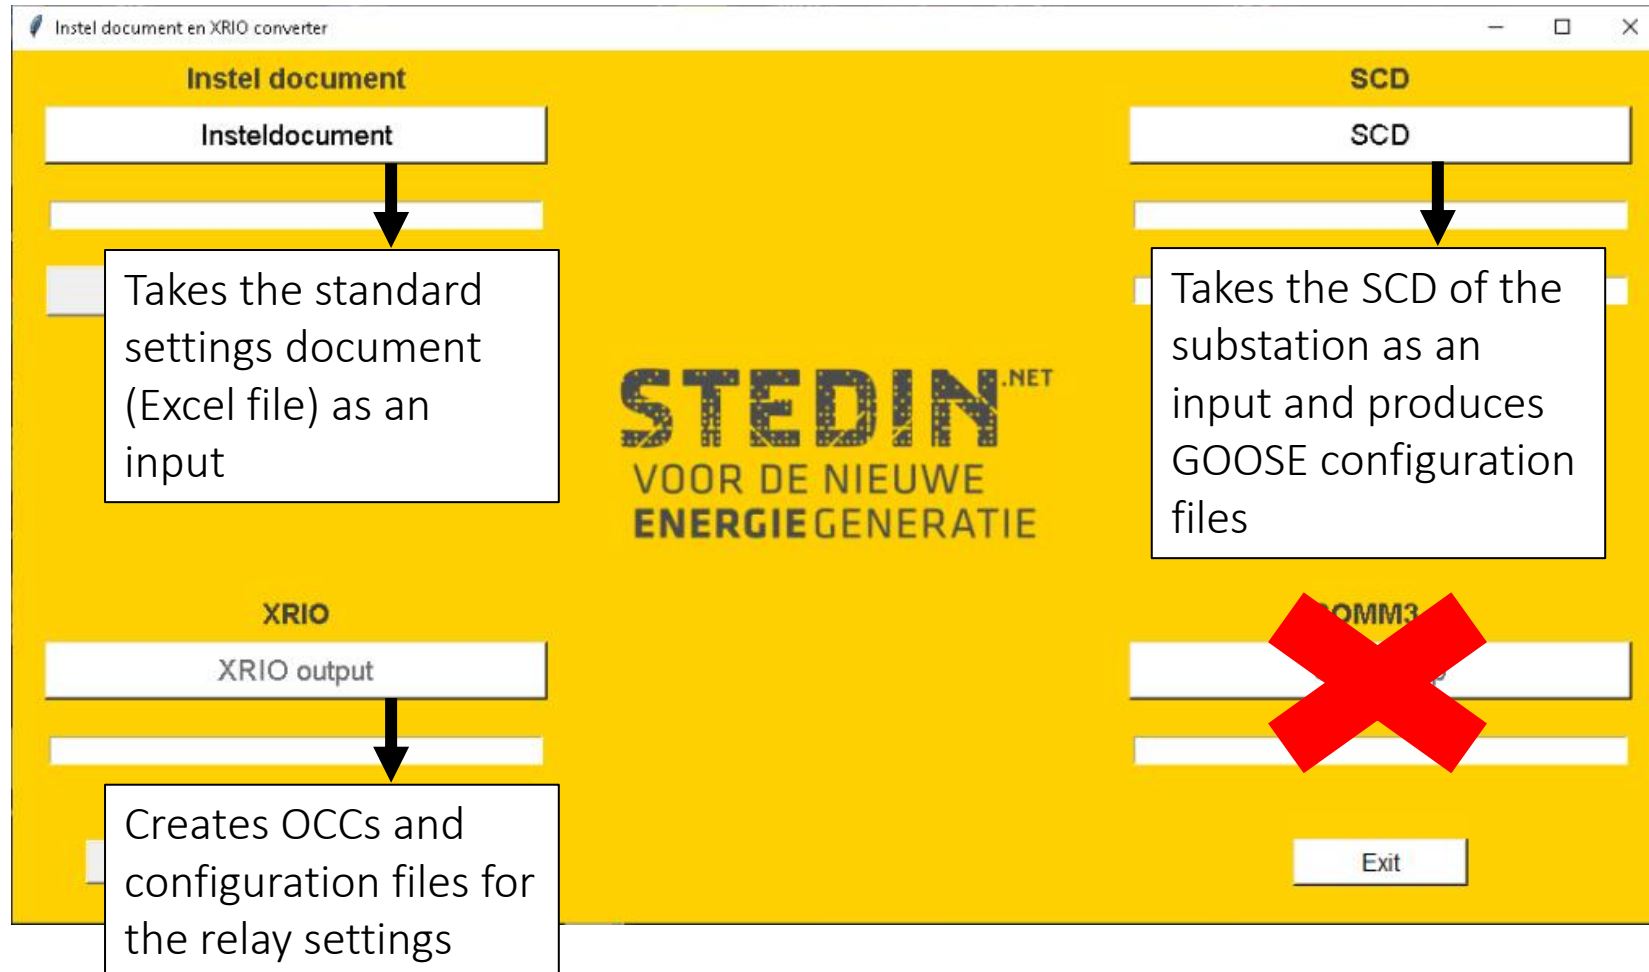 Instel document en XRIO converter
Instel document
Insteldocument
Takes the standard
settings document
(Excel file) as an
input
SCD
SCD
Takes the SCD of the
substation as an
input and produces
GOOSE configuration
files
STEDIN.NET
VOOR DE NIEUWE
ENERGIEGENERATIE
XRIO
XRIO output
Creates OCCs and
configuration files for
the relay settings
Exit